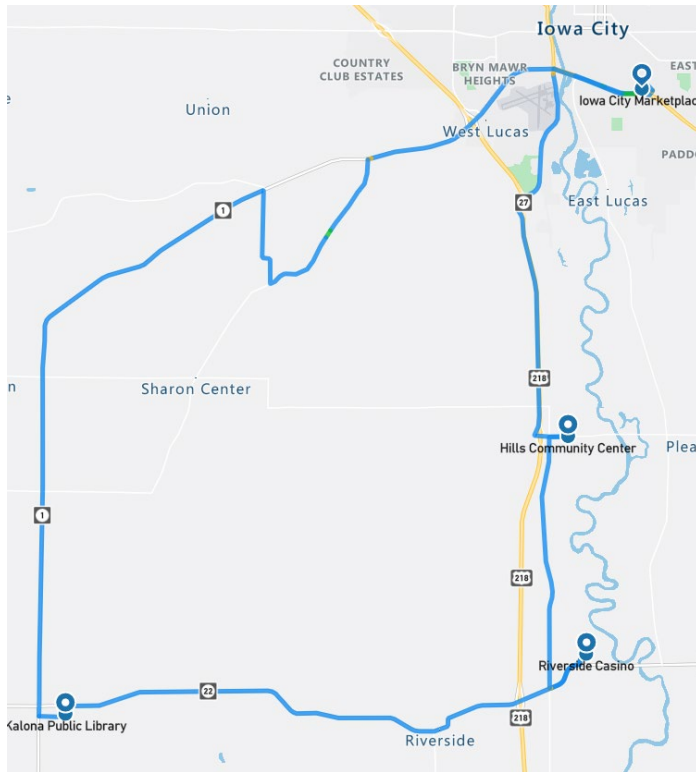 Iowa City
COUNTRY
CLUB ESTATES
BRYN MAWR
HEIGHTS
EAST
Iowa City Marketplac
Union
West Lucas
PADDO
27
East Lucas
1
218
n
Sharon Center
Hills Community Center
Plea
1
218
Riverside Casino
22
218
Kalona Public Library
Riverside